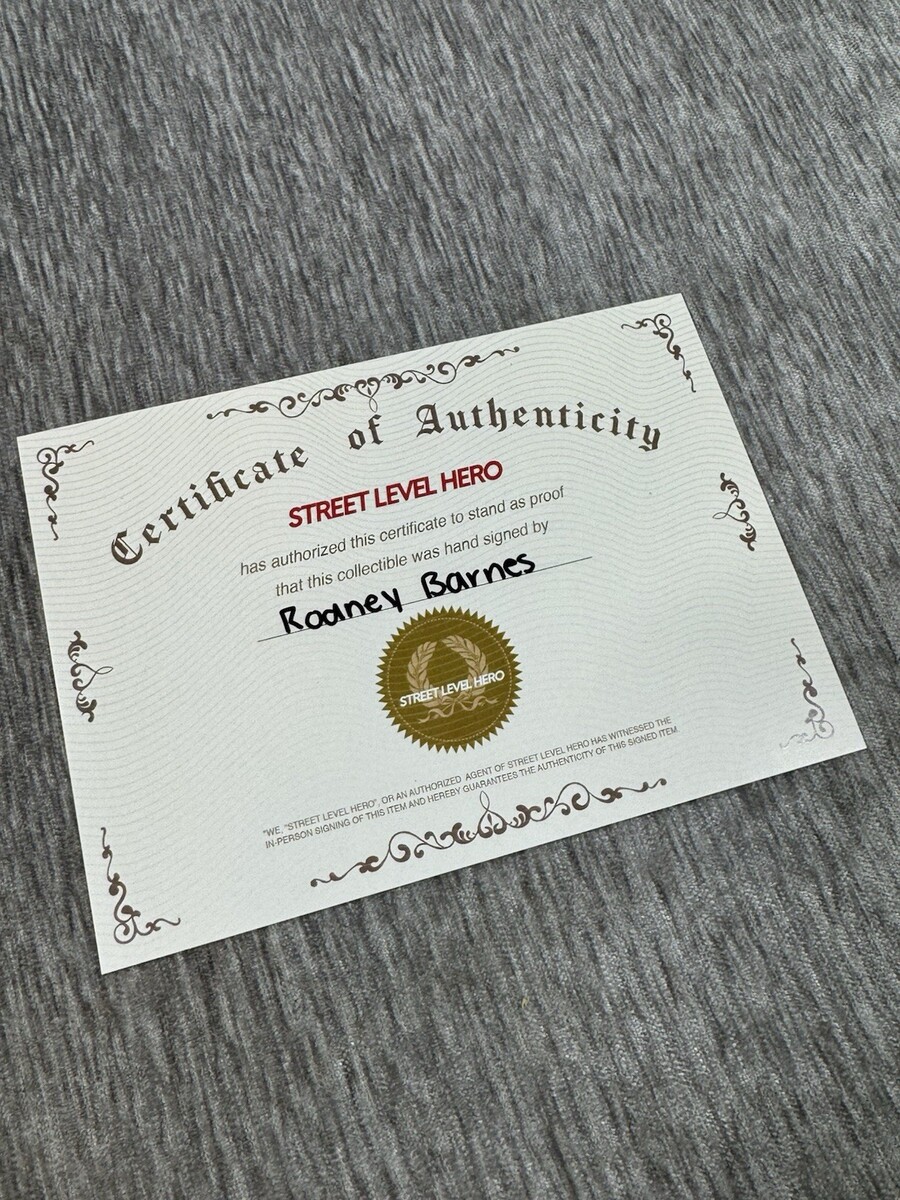 Certificate of Authenticity
STREET LEVEL HERO
has authorized this certificate to stand as proof
that this collectible was hand signed by
Rodney Barnes
STREET LEVEL HERO
"WE, "STREET LEVEL HERO", OR AN AUTHORIZED AGENT OF STREET LEVEL HERO HAS WITNESSED THE
IN-PERSON SIGNING OF THIS ITEM AND HEREBY GUARANTEES THE AUTHENTICITY OF THIS SIGNED ITEM.